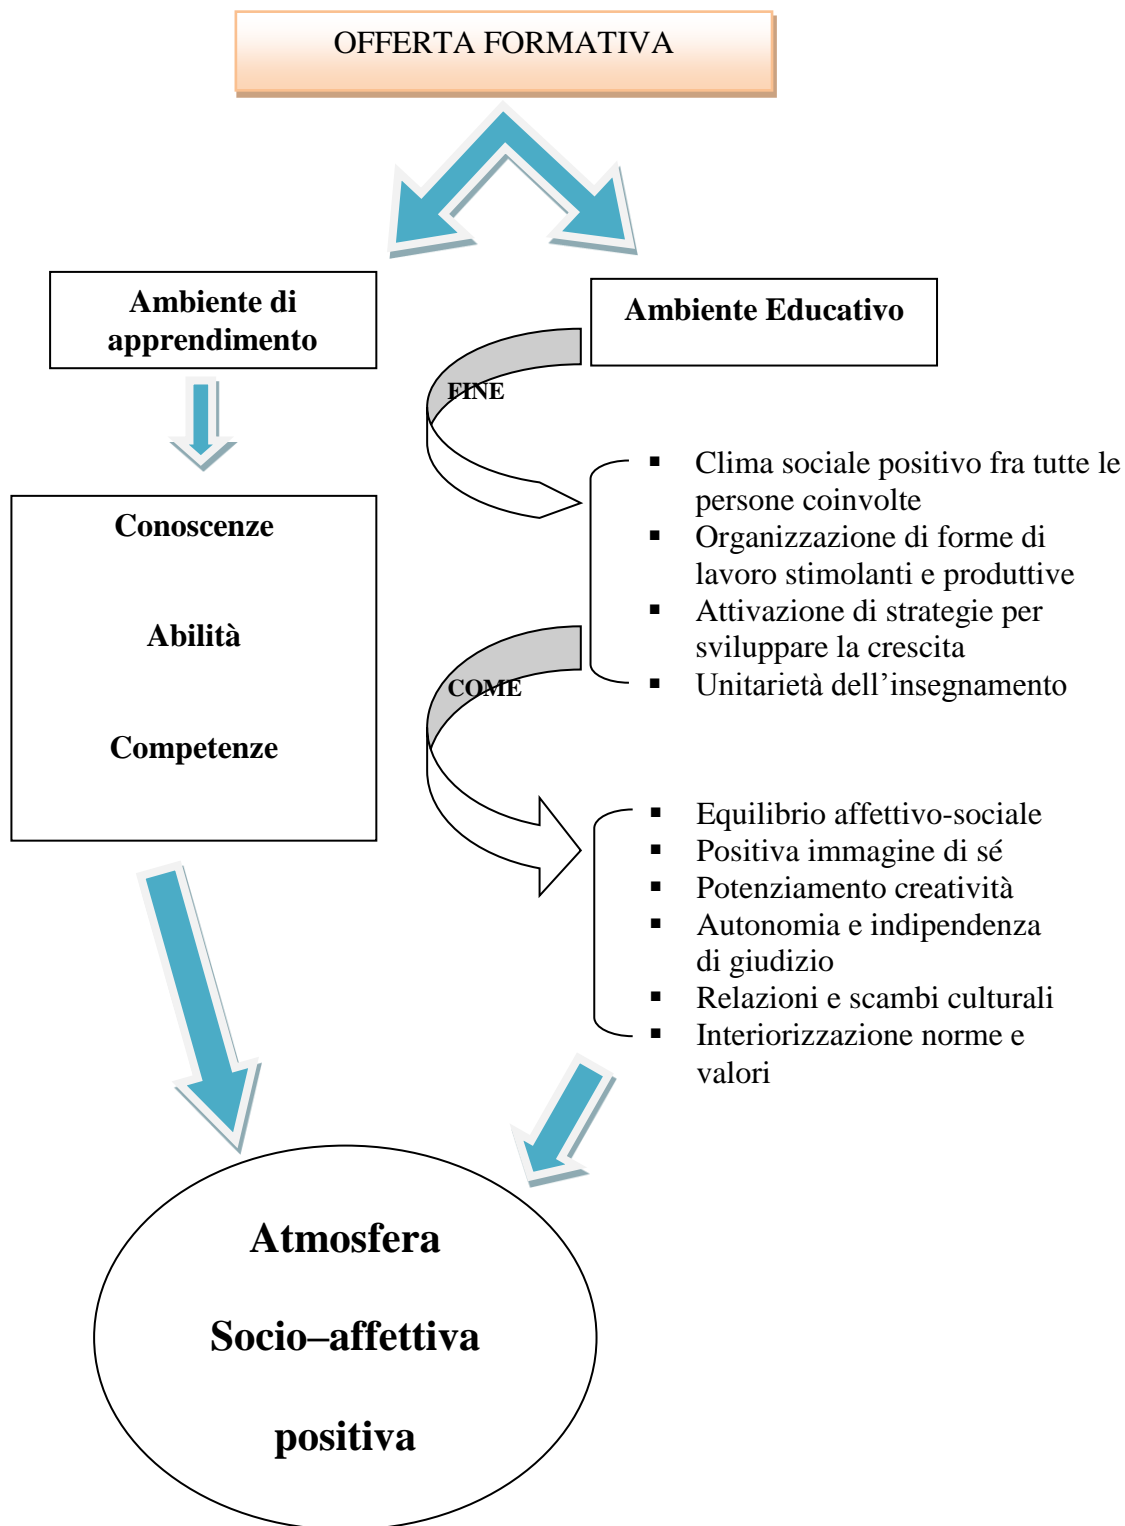 OFFERTA FORMATIVA
Ambiente di
apprendimento
Ambiente Educativo
FINE
▪ Clima sociale positivo fra tutte le
persone coinvolte
▪ Organizzazione di forme di
lavoro stimolanti e produttive
▪ Attivazione di strategie per
sviluppare la crescita
▪ Unitarietà dell’insegnamento
Conoscenze
Abilità
Competenze
COME
▪ Equilibrio affettivo-sociale
▪ Positiva immagine di sé
▪ Potenziamento creatività
▪ Autonomia e indipendenza
di giudizio
▪ Relazioni e scambi culturali
▪ Interiorizzazione norme e
valori
Atmosfera
Socio–affettiva
positiva